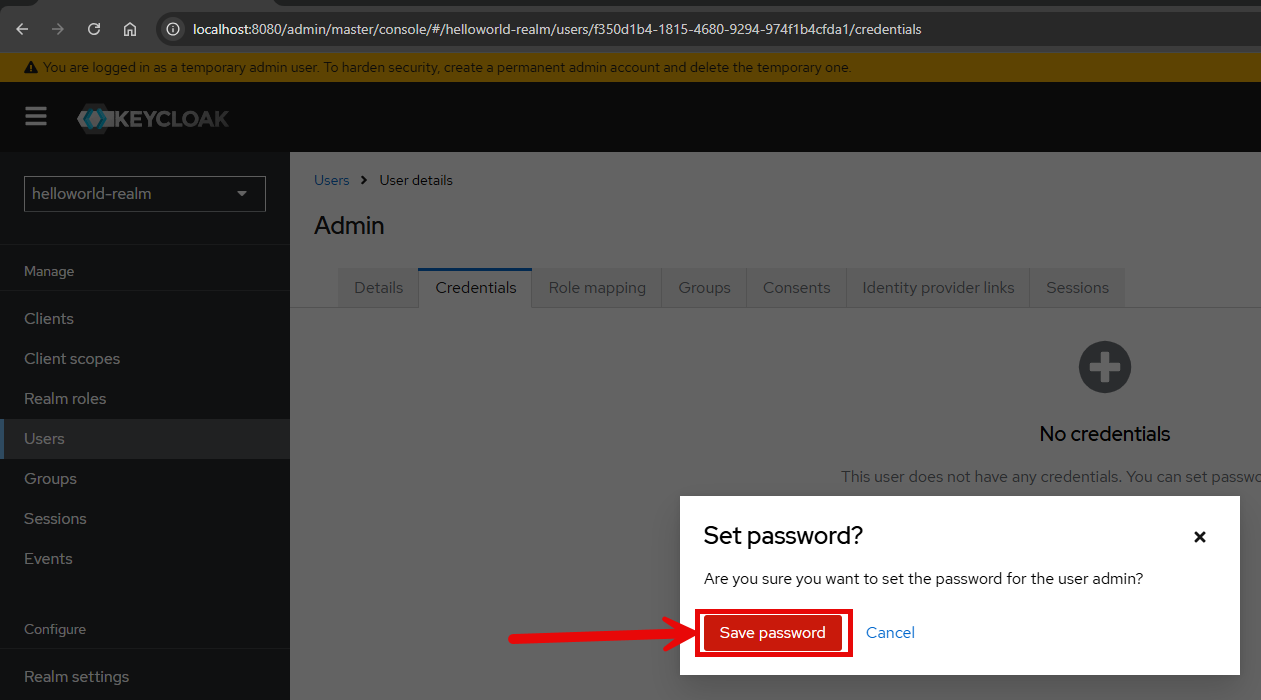 localhost:8080/admin/master/console/#/helloworld-realm/users/f350d1b4-1815-4680-9294-974f1b4cfda1/credentials
You are logged in as a temporary admin user. To harden security, create a permanent admin account and delete the temporary one.
KEYCLOAK
helloworld-realm
Manage
Clients
Client scopes
Realm roles
Users
Groups
Sessions
Events
Configure
Realm settings
Users > User details
Admin
Details Credentials Role mapping Groups Consents Identity provider links Sessions
No credentials
This user does not have any credentials. You can set passwo
Set password?
Are you sure you want to set the password for the user admin?
Save password Cancel